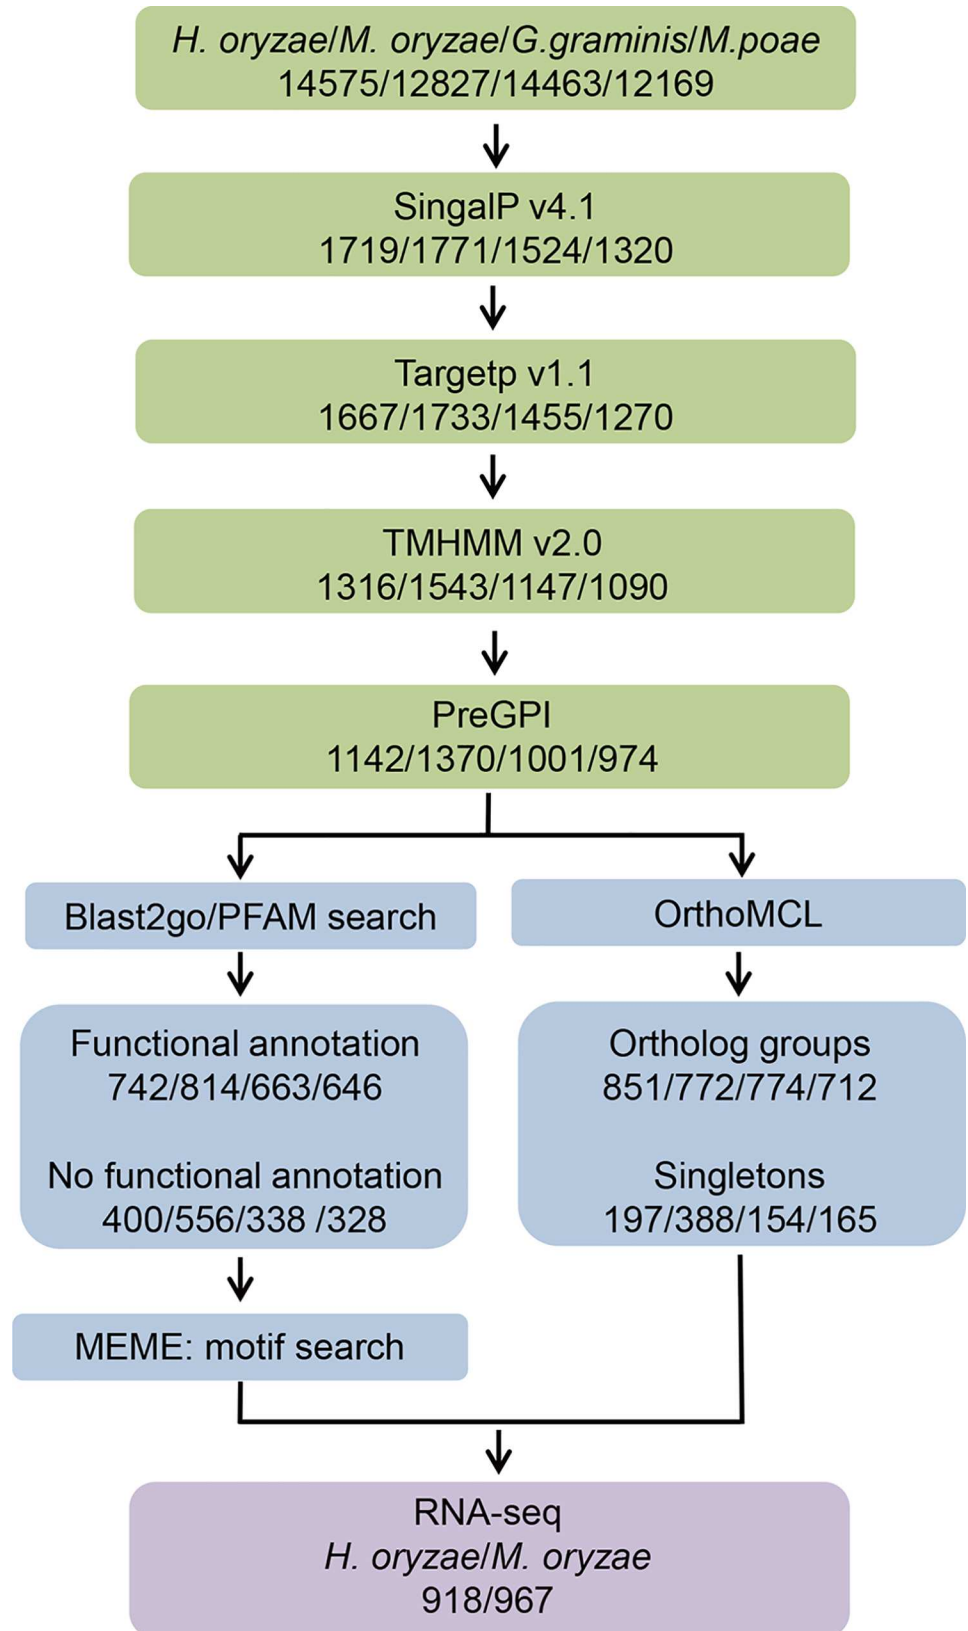 H. oryzae/M. oryzae/G.graminis/M.poae
14575/12827/14463/12169
SingalP v4.1
1719/1771/1524/1320
Targetp v1.1
1667/1733/1455/1270
TMHMM v2.0
1316/1543/1147/1090
PreGPI
1142/1370/1001/974
Blast2go/PFAM search
OrthoMCL
Functional annotation
742/814/663/646
No functional annotation
400/556/338 /328
Ortholog groups
851/772/774/712
Singletons
197/388/154/165
MEME: motif search
RNA-seq
H. oryzae/M. oryzae
918/967